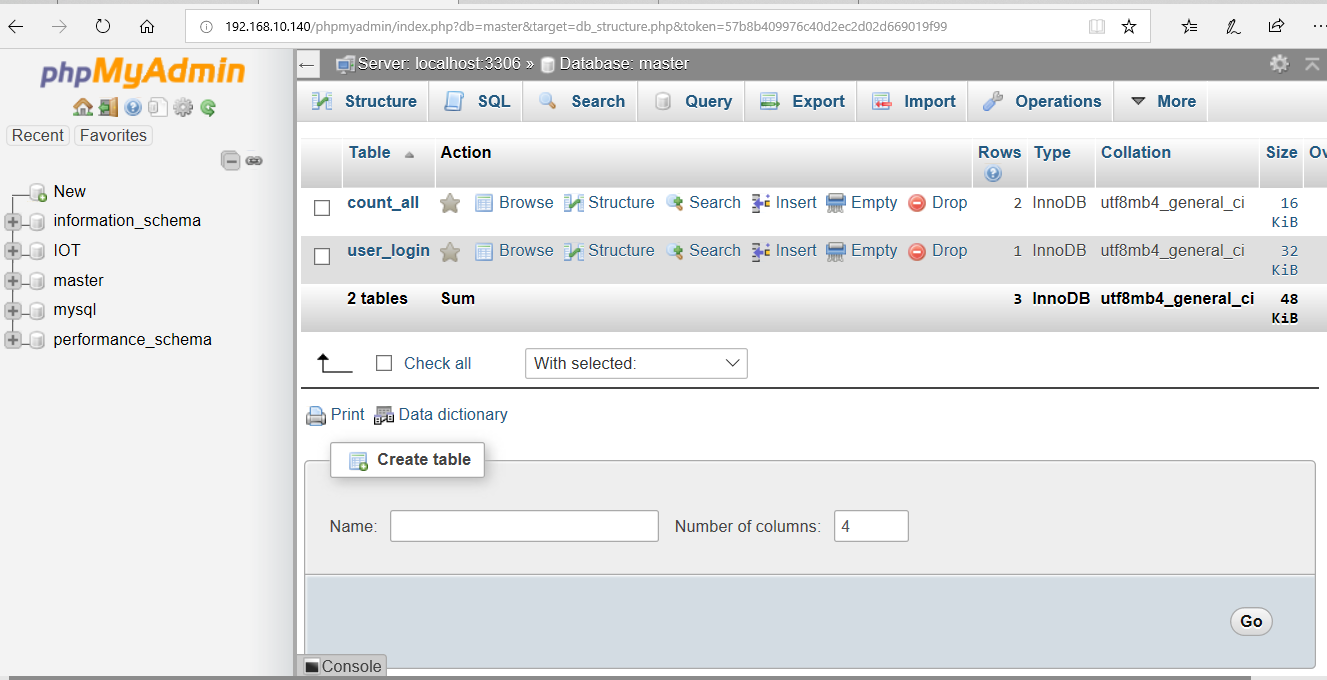 192.168.10.140/phpmyadmin/index.php?db=master&target=db_structure.php&token=57b8b409976c40d2ec2d02d669019f99
phpMyAdmin
Recent Favorites
New
information_schema
IOT
master
mysql
performance_schema
Server: localhost:3306 » Database: master
Structure SQL Search Query Export Import Operations More
Table Action Rows Type Collation Size Ov
count_all Browse Structure Search Insert Empty Drop 2 InnoDB utf8mb4_general_ci 16 KiB
user_login Browse Structure Search Insert Empty Drop 1 InnoDB utf8mb4_general_ci 32 KiB
2 tables Sum 3 InnoDB utf8mb4_general_ci 48 KiB
Check all With selected:
Print Data dictionary
Create table
Name: Number of columns: 4
Go
Console